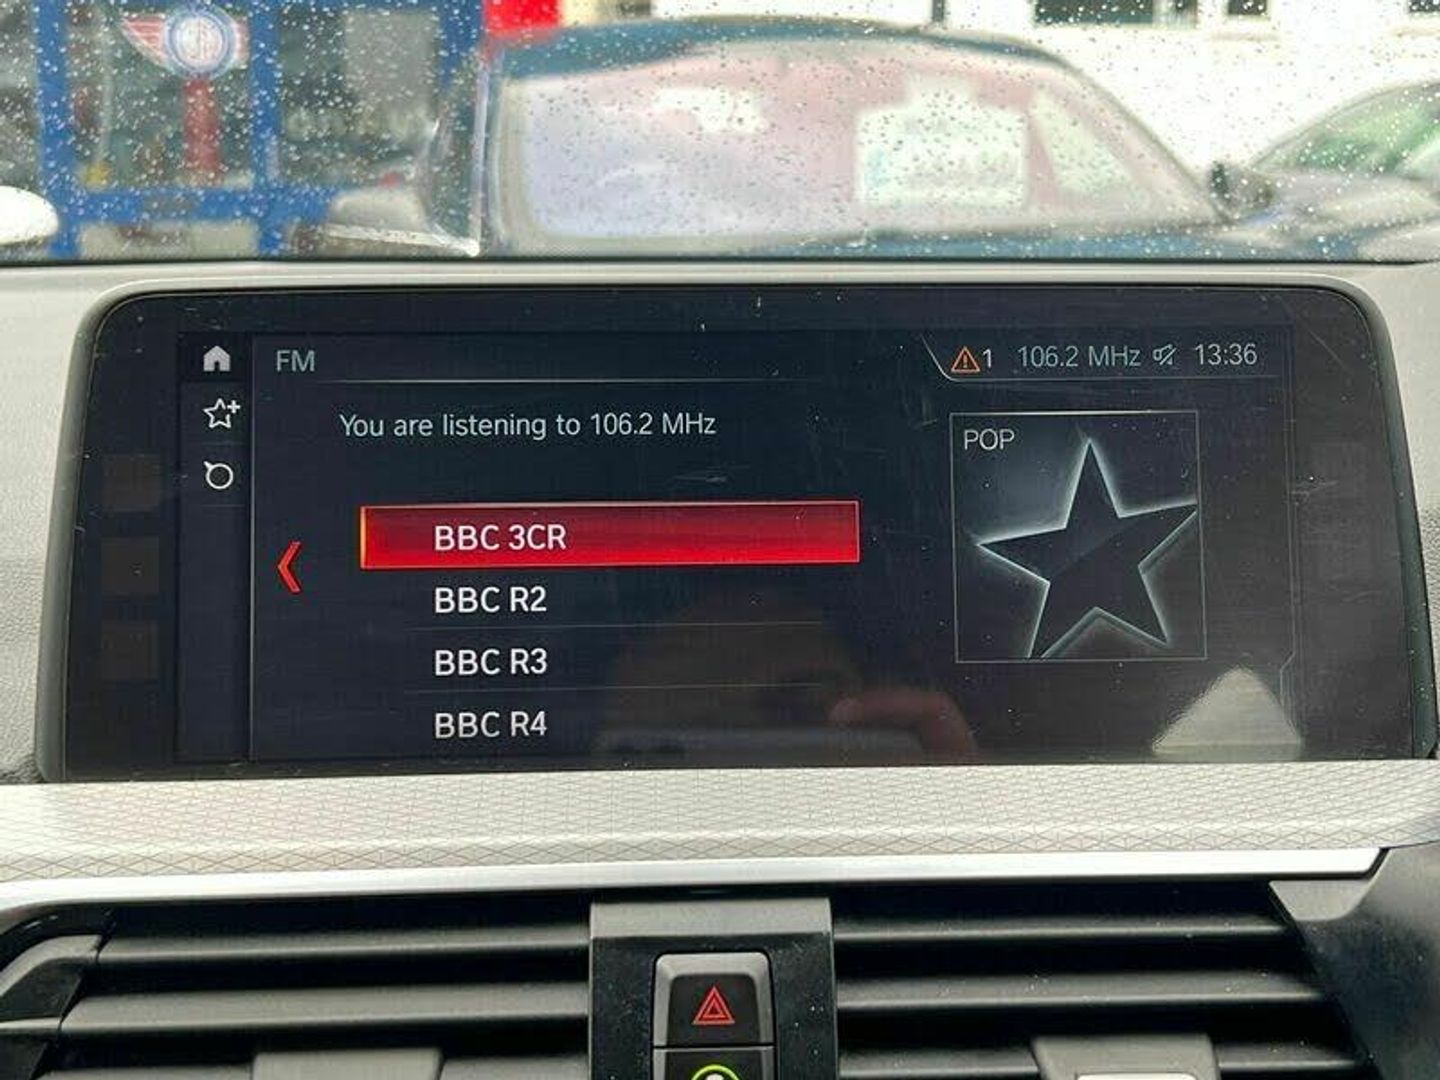 FM
1 106.2 MHz 13:36
You are listening to 106.2 MHz
POP
BBC 3CR
BBC R2
BBC R3
BBC R4